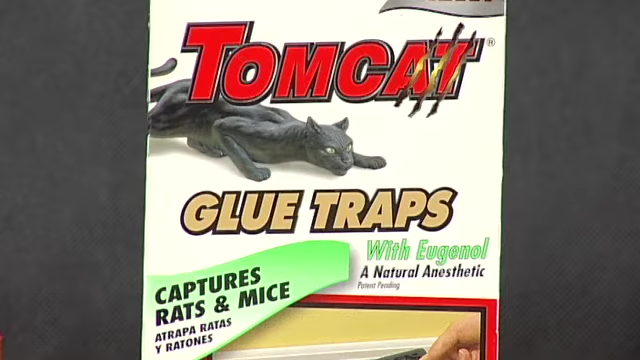 TOMCAT®
GLUE TRAPS
With Eugenol
A Natural Anesthetic
Patent Pending
CAPTURES
RATS & MICE
ATRAPA RATAS
Y RATONES